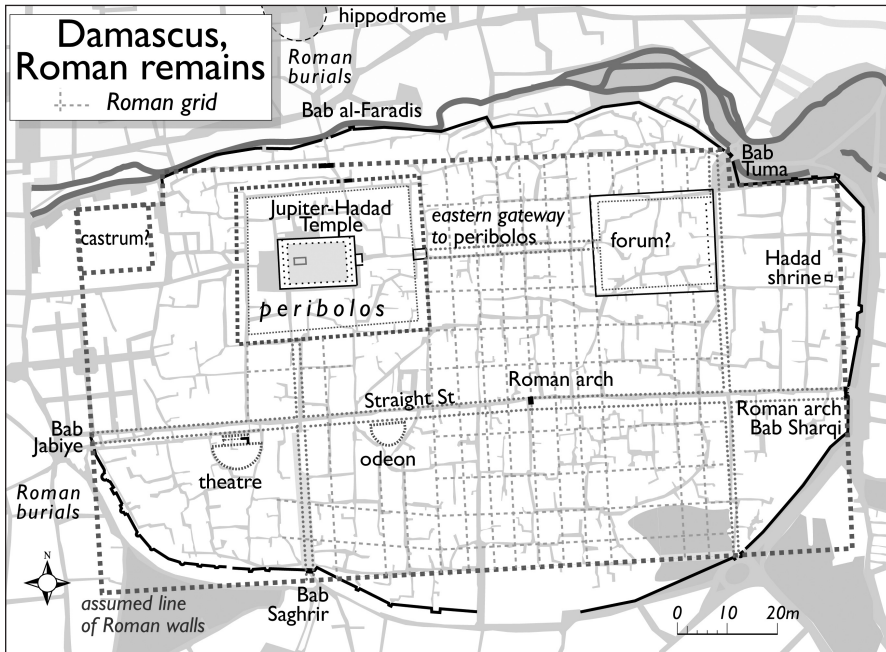 Damascus,
Roman remains
Roman grid
hippodrome
Roman
burials
Bab al-Faradis
Bab
Tuma
castrum?
Jupiter-Hadad
Temple
eastern gateway
to peribolos
forum?
Hadad
shrine
peribolos
Roman arch
Straight St
Roman arch
Bab Sharqi
Bab
Jabiye
theatre
odeon
Roman
burials
N
assumed line
of Roman walls
Bab
Saghrir
0 10 20m